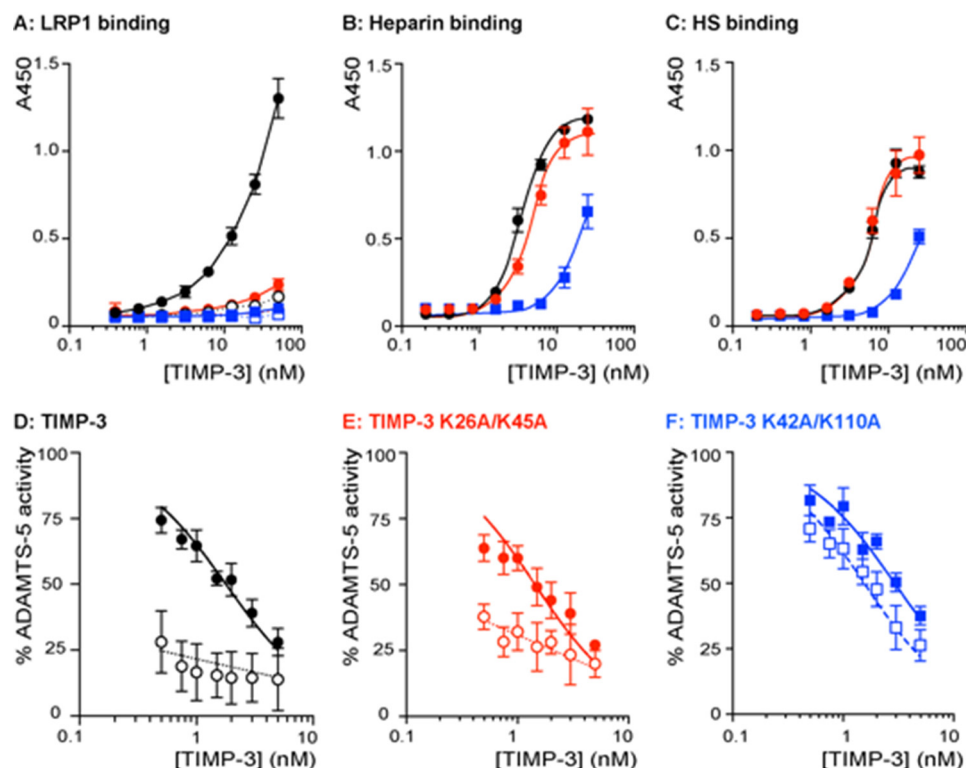 A: LRP1 binding
B: Heparin binding
C: HS binding
A450
1.5
1.0
0.5
0
0.1
1
10
100
[TIMP-3] (nM)
A450
1.5
1.0
0.5
0
0.1
1
10
100
[TIMP-3] (nM)
A450
1.5
1.0
0.5
0
0.1
1
10
100
[TIMP-3] (nM)
D: TIMP-3
E: TIMP-3 K26A/K45A
F: TIMP-3 K42A/K110A
% ADAMTS-5 activity
100
75
50
25
0
0.1
1
10
[TIMP-3] (nM)
% ADAMTS-5 activity
100
75
50
25
0
0.1
1
10
[TIMP-3] (nM)
% ADAMTS-5 activity
100
75
50
25
0
0.1
1
10
[TIMP-3] (nM)